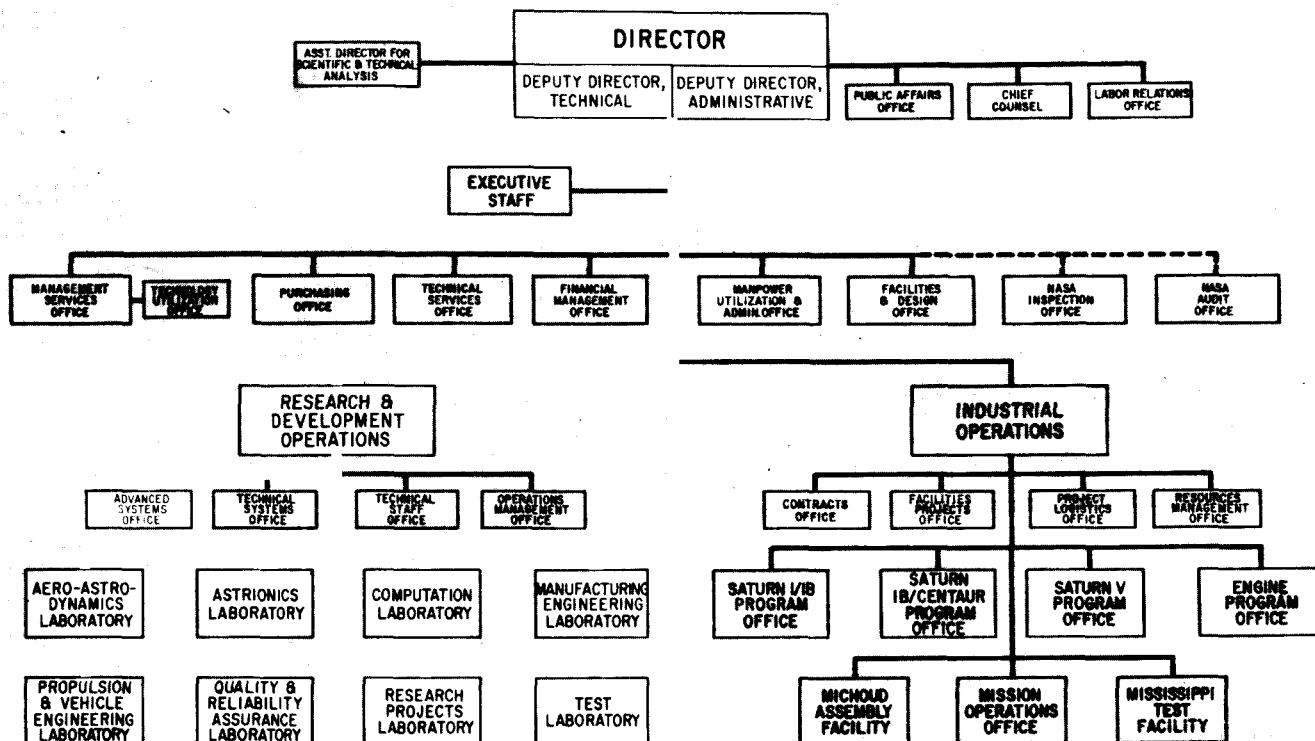 DIRECTOR
ASST. DIRECTOR FOR
SCIENTIFIC & TECHNICAL
ANALYSIS
DEPUTY DIRECTOR,
TECHNICAL
DEPUTY DIRECTOR,
ADMINISTRATIVE
PUBLIC AFFAIRS
OFFICE
CHIEF
COUNSEL
LABOR RELATIONS
OFFICE
EXECUTIVE
STAFF
MANAGEMENT
SERVICES
OFFICE
TECHNOLOGY
UTILIZATION
OFFICE
PURCHASING
OFFICE
TECHNICAL
SERVICES
OFFICE
FINANCIAL
MANAGEMENT
OFFICE
MANPOWER
UTILIZATION &
ADMIN. OFFICE
FACILITIES
& DESIGN
OFFICE
NASA
INSPECTION
OFFICE
NASA
AUDIT
OFFICE
RESEARCH &
DEVELOPMENT
OPERATIONS
INDUSTRIAL
OPERATIONS
ADVANCED
SYSTEMS
OFFICE
TECHNICAL
SYSTEMS
OFFICE
TECHNICAL
STAFF
OFFICE
OPERATIONS
MANAGEMENT
OFFICE
CONTRACTS
OFFICE
FACILITIES
PROJECTS
OFFICE
PROJECT
LOGISTICS
OFFICE
RESOURCES
MANAGEMENT
OFFICE
AERO-ASTRO-
DYNAMICS
LABORATORY
ASTRIONICS
LABORATORY
COMPUTATION
LABORATORY
MANUFACTURING
ENGINEERING
LABORATORY
SATURN I/IB
PROGRAM
OFFICE
SATURN
IB/CENTAUR
PROGRAM
OFFICE
SATURN V
PROGRAM
OFFICE
ENGINE
PROGRAM
OFFICE
PROPULSION
& VEHICLE
ENGINEERING
LABORATORY
QUALITY &
RELIABILITY
ASSURANCE
LABORATORY
RESEARCH
PROJECTS
LABORATORY
TEST
LABORATORY
MICHOUD
ASSEMBLY
FACILITY
MISSION
OPERATIONS
OFFICE
MISSISSIPPI
TEST
FACILITY